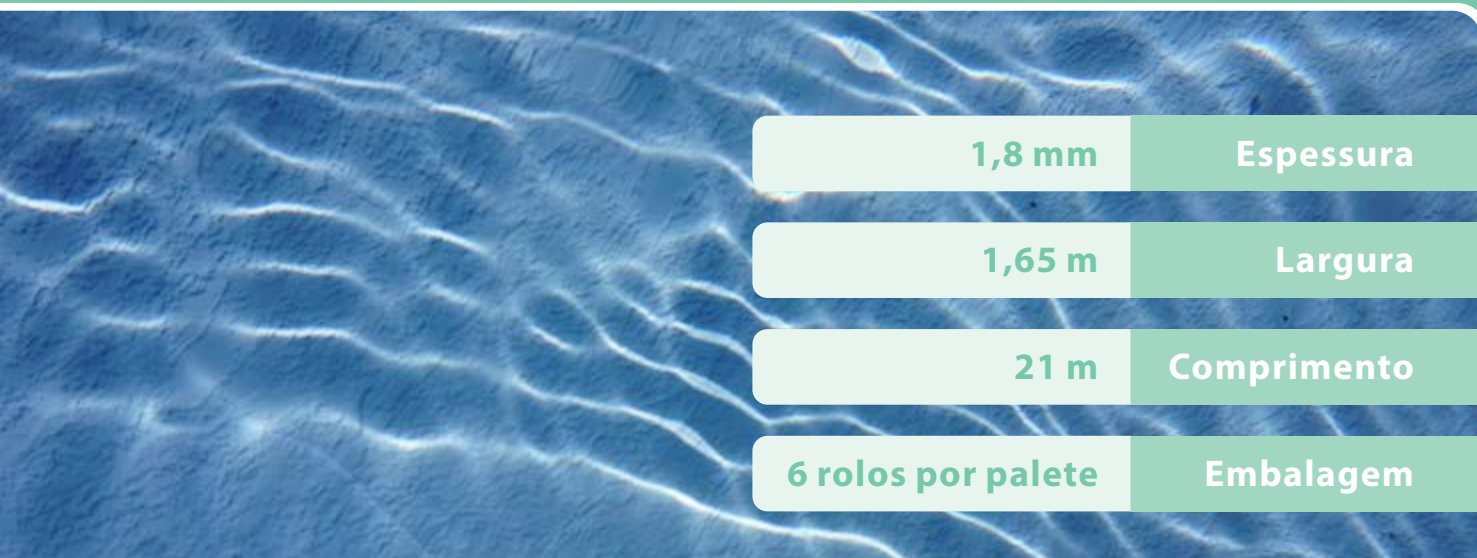 1,8 mm Espessura
1,65 m Largura
21 m Comprimento
6 rolos por palete Embalagem